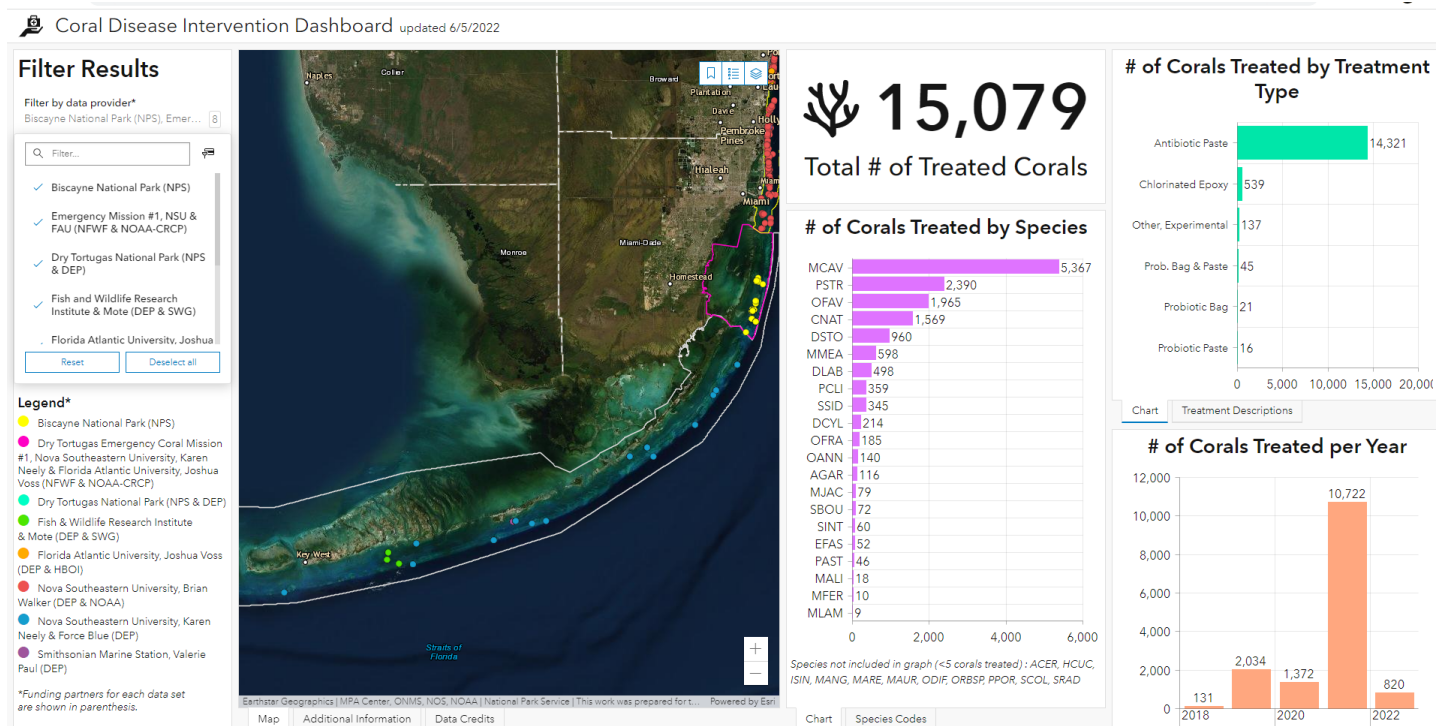 Coral Disease Intervention Dashboard updated 6/5/2022
Filter Results
Filter by data provider*
Biscayne National Park (NPS), Emer... 8
Filter...
Biscayne National Park (NPS)
Emergency Mission #1, NSU &
FAU (NFWF & NOAA-CRCP)
Dry Tortugas National Park (NPS
& DEP)
Fish and Wildlife Research
Institute & Mote (DEP & SWG)
Florida Atlantic University, Joshua
Reset Deselect all
Legend*
Biscayne National Park (NPS)
Dry Tortugas Emergency Coral Mission
#1, Nova Southeastern University, Karen
Neely & Florida Atlantic University, Joshua
Voss (NFWF & NOAA-CRCP)
Dry Tortugas National Park (NPS & DEP)
Fish & Wildlife Research Institute
& Mote (DEP & SWG)
Florida Atlantic University, Joshua Voss
(DEP & HBOI)
Nova Southeastern University, Brian
Walker (DEP & NOAA)
Nova Southeastern University, Karen
Neely & Force Blue (DEP)
Smithsonian Marine Station, Valerie
Paul (DEP)
*Funding partners for each data set
are shown in parenthesis.
Naples
Collier
Broward
Plantation
Davie
Holly
Pembroke
Pines
Hialeah
Miam
Miami
Miami-Dade
Monroe
Homestead
Key West
Straits of
Florida
+
−
Earthstar Geographics | MPA Center, ONMS, NOS, NOAA | National Park Service | This work was prepared for t... Powered by Esri
Map Additional Information Data Credits
15,079
Total # of Treated Corals
# of Corals Treated by Species
MCAV 5,367
PSTR 2,390
OFAV 1,965
CNAT 1,569
DSTO 960
MMEA 598
DLAB 498
PCLI 359
SSID 345
DCYL 214
OFRA 185
OANN 140
AGAR 116
MJAC 79
SBOU 72
SINT 60
EFAS 52
PAST 46
MALI 18
MFER 10
MLAM 9
0 2,000 4,000 6,000
Species not included in graph (<5 corals treated) : ACER, HCUC,
ISIN, MANG, MARE, MAUR, ODIF, ORBSP, PPOR, SCOL, SRAD
Chart Species Codes
# of Corals Treated by Treatment
Type
Antibiotic Paste 14,321
Chlorinated Epoxy 539
Other, Experimental 137
Prob. Bag & Paste 45
Probiotic Bag 21
Probiotic Paste 16
0 5,000 10,000 15,000 20,000
Chart Treatment Descriptions
# of Corals Treated per Year
12,000
10,000
8,000
6,000
4,000
2,000
0
131
2,034
1,372
10,722
820
2018 2020 2022